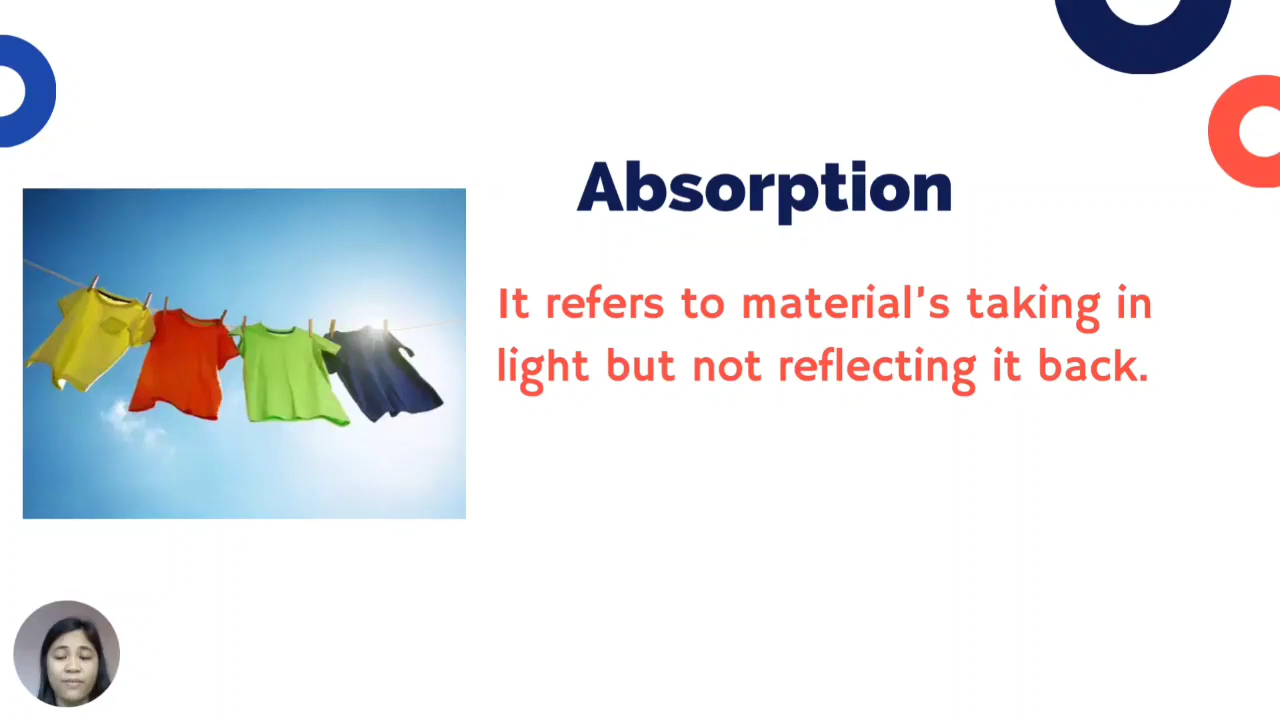 Absorption
It refers to material's taking in
light but not reflecting it back.